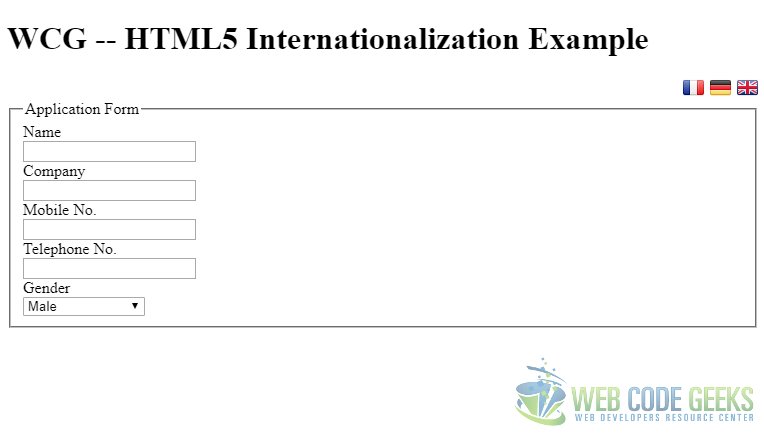 WCG -- HTML5 Internationalization Example
Application Form
Name
Company
Mobile No.
Telephone No.
Gender
Male
WEB CODE GEEKS
WEB DEVELOPERS RESOURCE CENTER